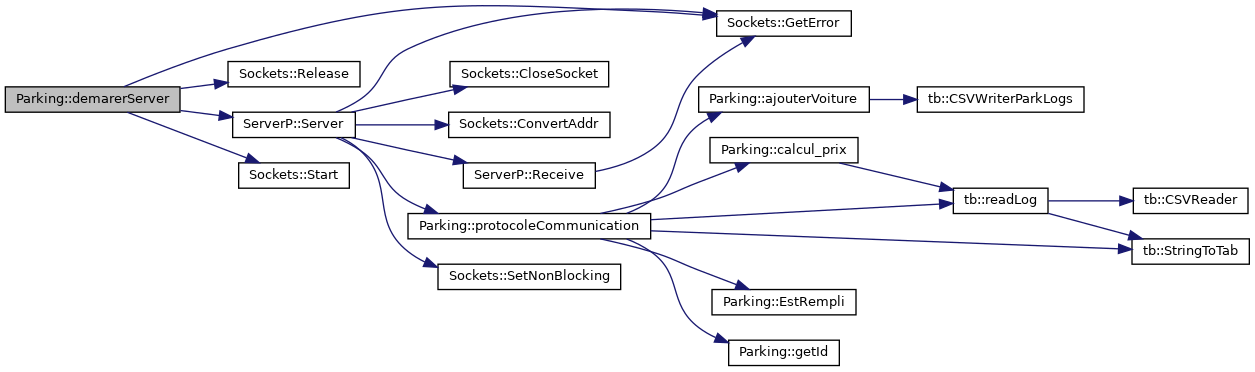 Parking::demarerServer
Sockets::Release
ServerP::Server
Sockets::Start
Sockets::GetError
Sockets::CloseSocket
Sockets::ConvertAddr
ServerP::Receive
Parking::protocoleCommunication
Sockets::SetNonBlocking
Parking::ajouterVoiture
tb::CSVWriterParkLogs
Parking::calcul_prix
tb::readLog
tb::CSVReader
tb::StringToTab
Parking::EstRempli
Parking::getId